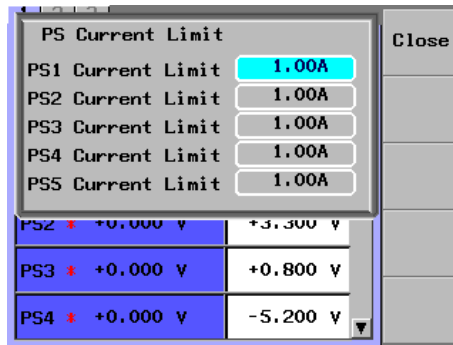 PS Current Limit
Close
PS1 Current Limit 1.00A
PS2 Current Limit 1.00A
PS3 Current Limit 1.00A
PS4 Current Limit 1.00A
PS5 Current Limit 1.00A
PS2 * +0.000 V +3.300 V
PS3 * +0.000 V +0.800 V
PS4 * +0.000 V -5.200 V